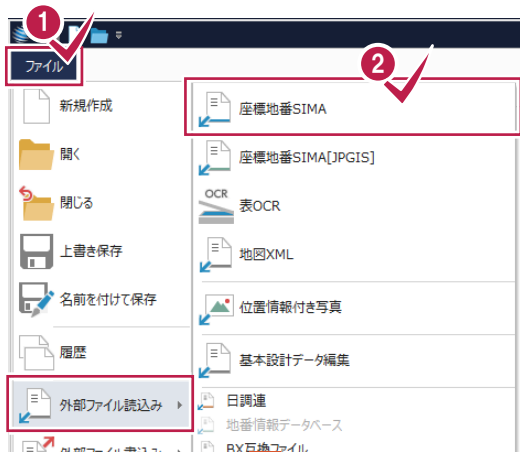 1
ファイル
2
新規作成
開く
閉じる
上書き保存
名前を付けて保存
履歴
外部ファイル読込み
外部ファイル書込み
座標地番SIMA
座標地番SIMA[JPGIS]
OCR
表OCR
地図XML
位置情報付き写真
基本設計データ編集
日調連
地番情報データベース
BX互換ファイル